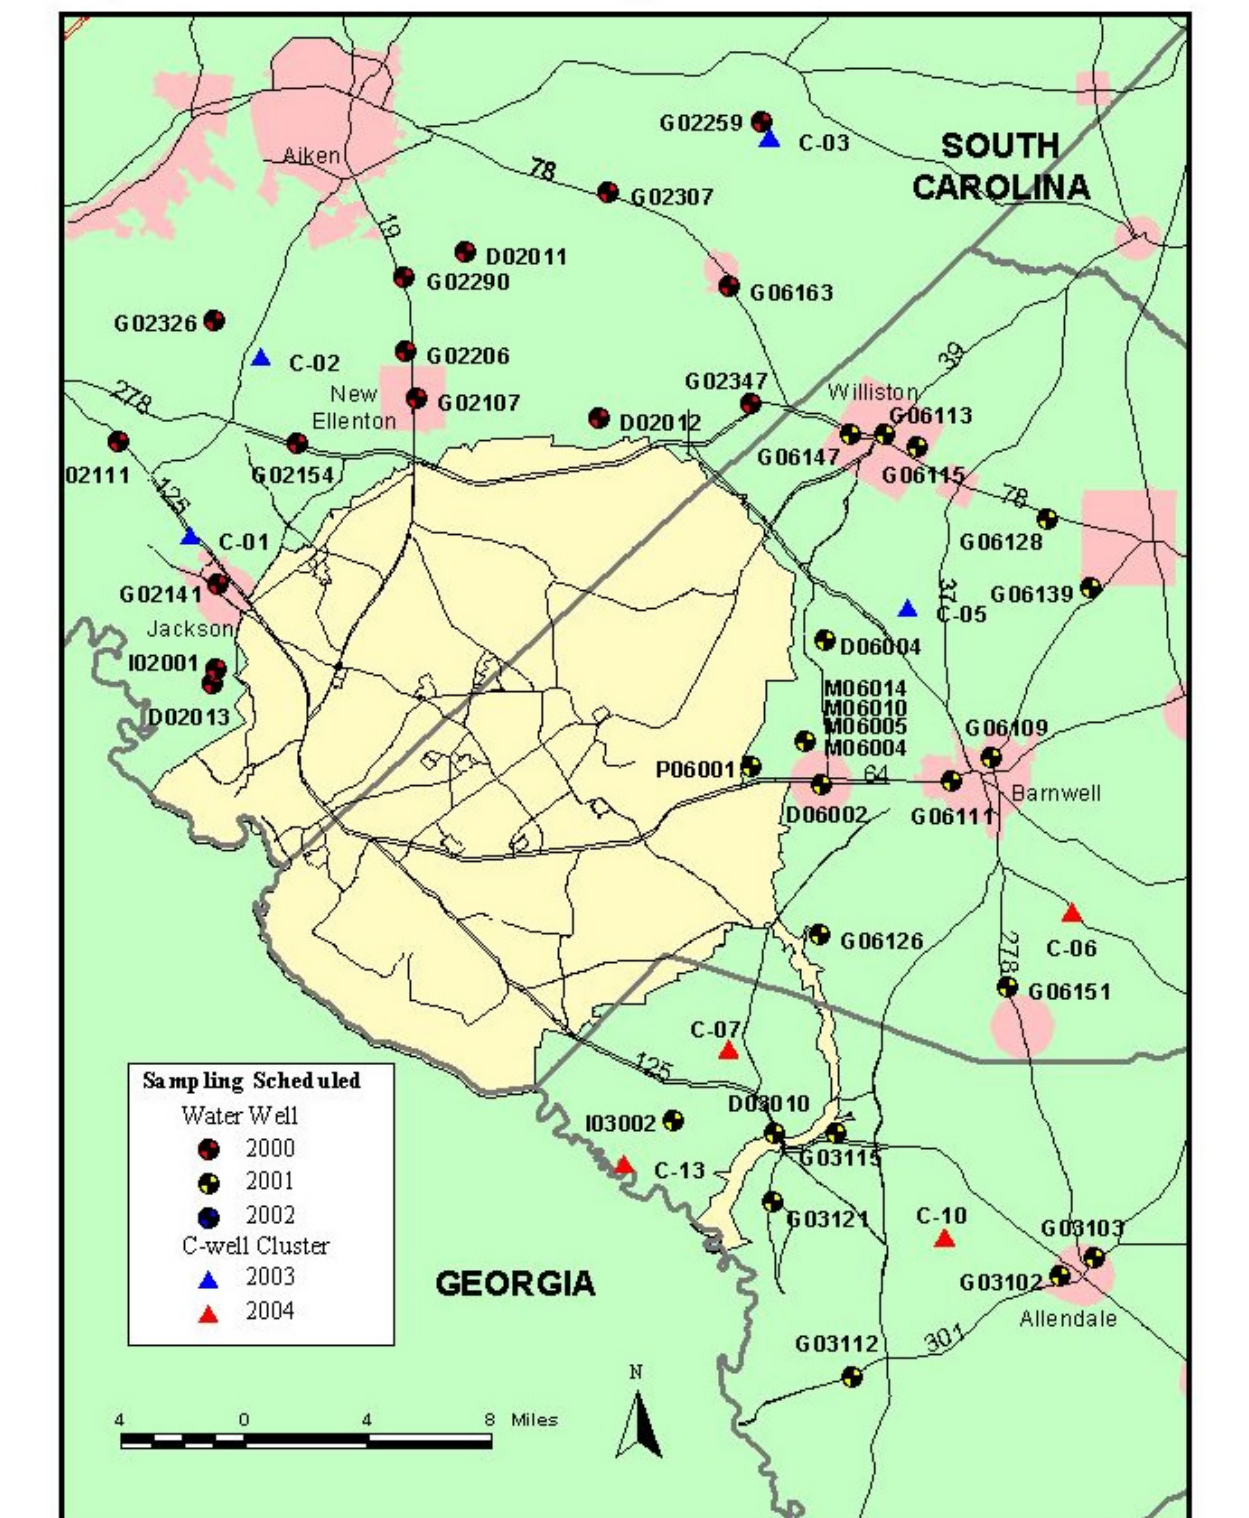 G02259
C-03
SOUTH
CAROLINA
Aiken
78
G02307
19
D02011
G02290
G06163
G02326
C-02
G02206
39
278
New
Ellenton
G02107
G02347
Williston
D02012
G06113
G06147
G06115
02111
G02154
125
78
C-01
G06128
G02141
Jackson
37
G06139
C-05
I02001
D06004
D02013
M06014
M06010
M06005
M06004
G06109
P06001
64
Barnwell
D06002
G06111
G06126
C-06
278
G06151
C-07
125
Sampling Scheduled
Water Well
2000
2001
2002
C-well Cluster
2003
2004
D03010
I03002
G03115
C-13
G03121
C-10
G03103
G03102
GEORGIA
Allendale
G03112
301
N
4 0 4 8 Miles